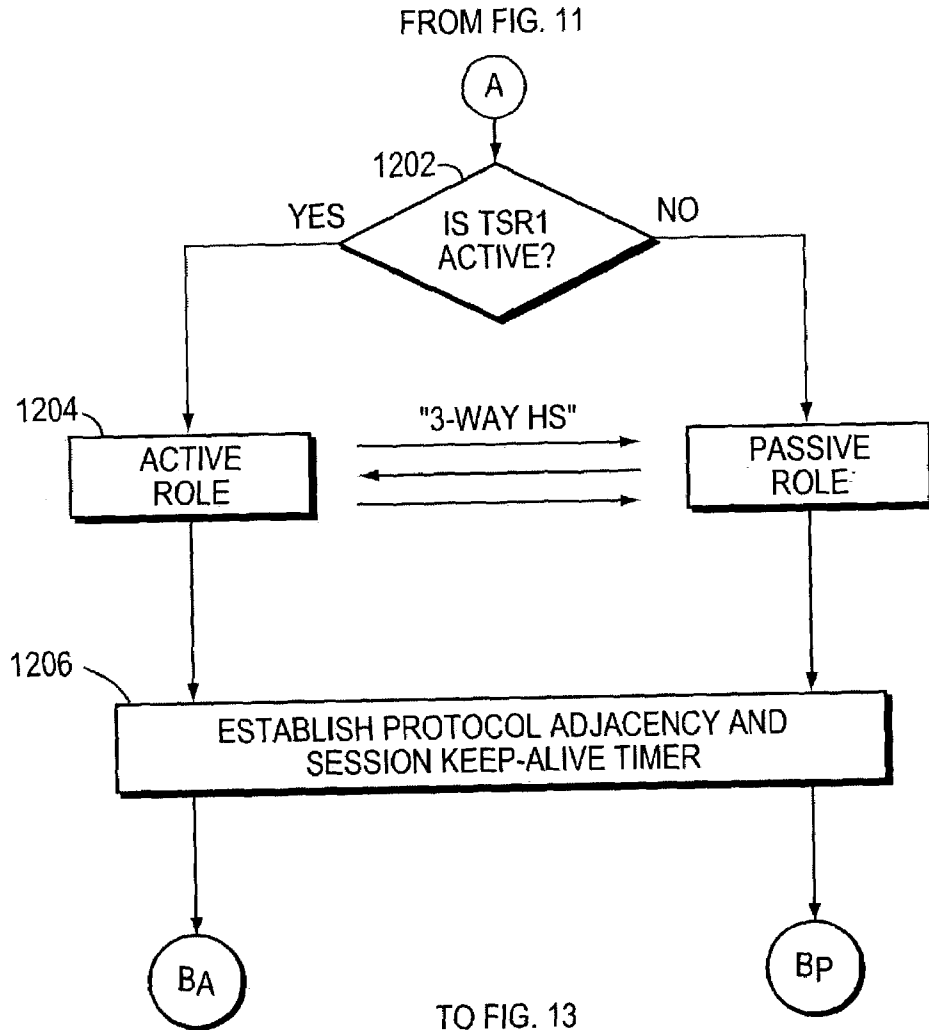 FROM FIG. 11
A
1202
YES
NO
IS TSR1
ACTIVE?
1204
"3-WAY HS"
ACTIVE
ROLE
PASSIVE
ROLE
1206
ESTABLISH PROTOCOL ADJACENCY AND
SESSION KEEP-ALIVE TIMER
BA
BP
TO FIG. 13